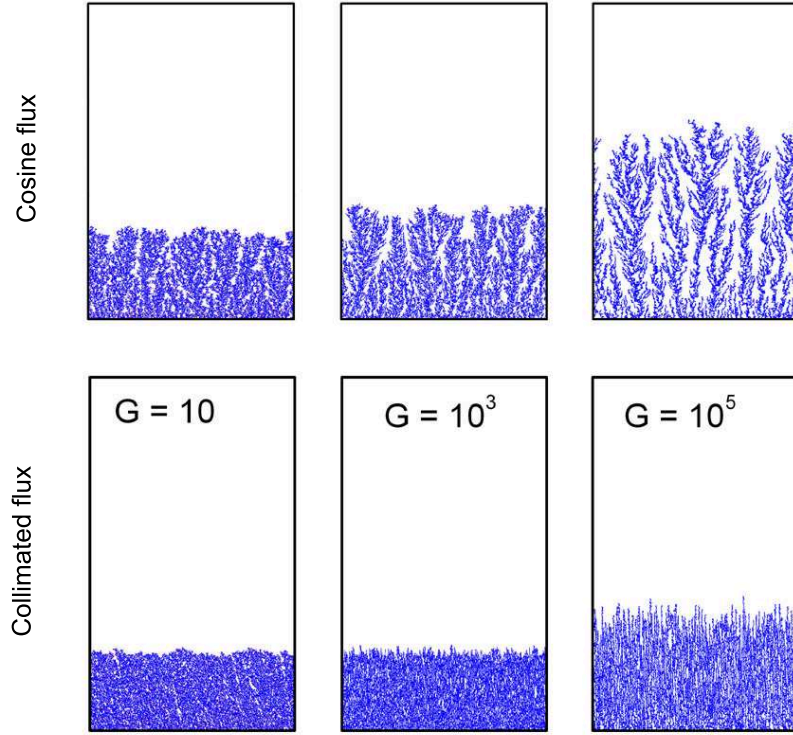 Cosine flux
Collimated flux
G = 10
G = 10³
G = 10⁵